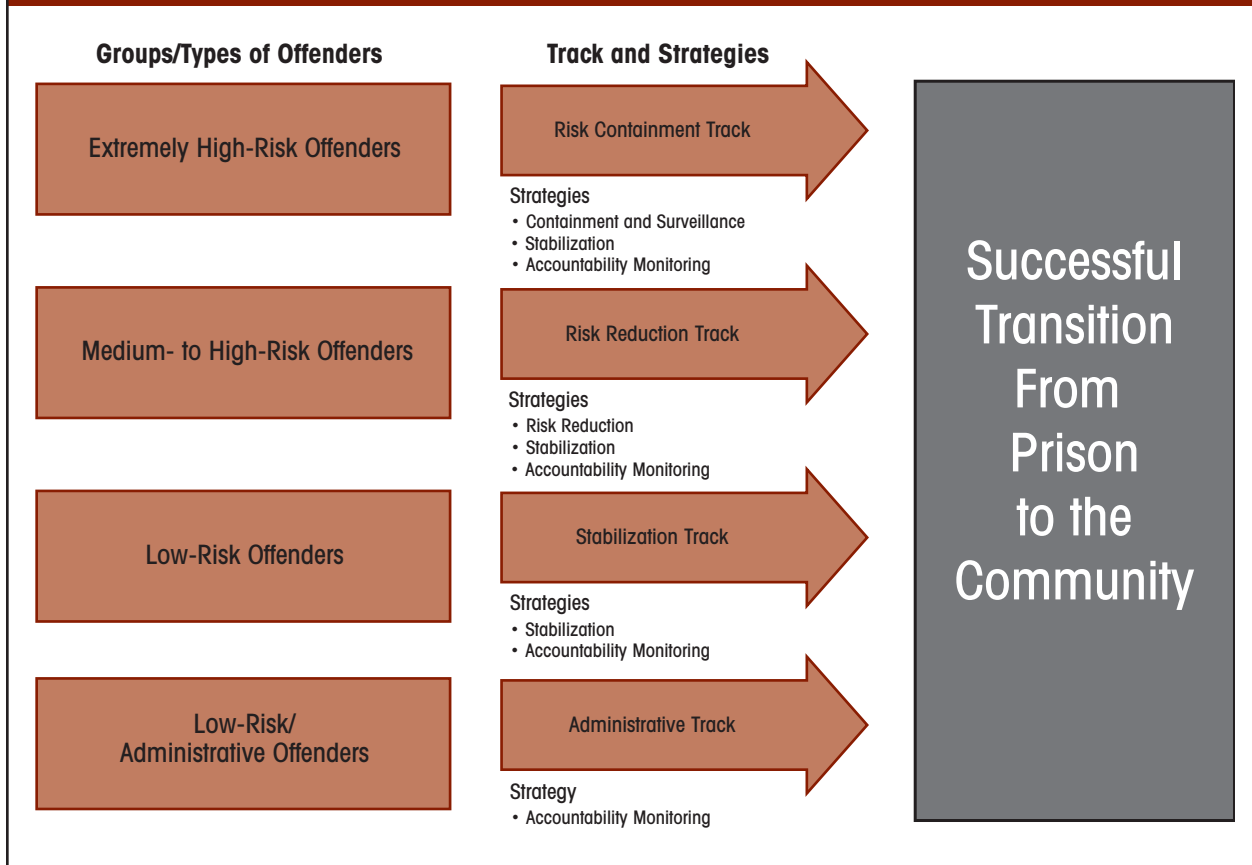 Groups/Types of Offenders
Track and Strategies
Extremely High-Risk Offenders
Risk Containment Track
Strategies
• Containment and Surveillance
• Stabilization
• Accountability Monitoring
Medium- to High-Risk Offenders
Risk Reduction Track
Strategies
• Risk Reduction
• Stabilization
• Accountability Monitoring
Low-Risk Offenders
Stabilization Track
Strategies
• Stabilization
• Accountability Monitoring
Low-Risk/
Administrative Offenders
Administrative Track
Strategy
• Accountability Monitoring
Successful
Transition
From
Prison
to the
Community